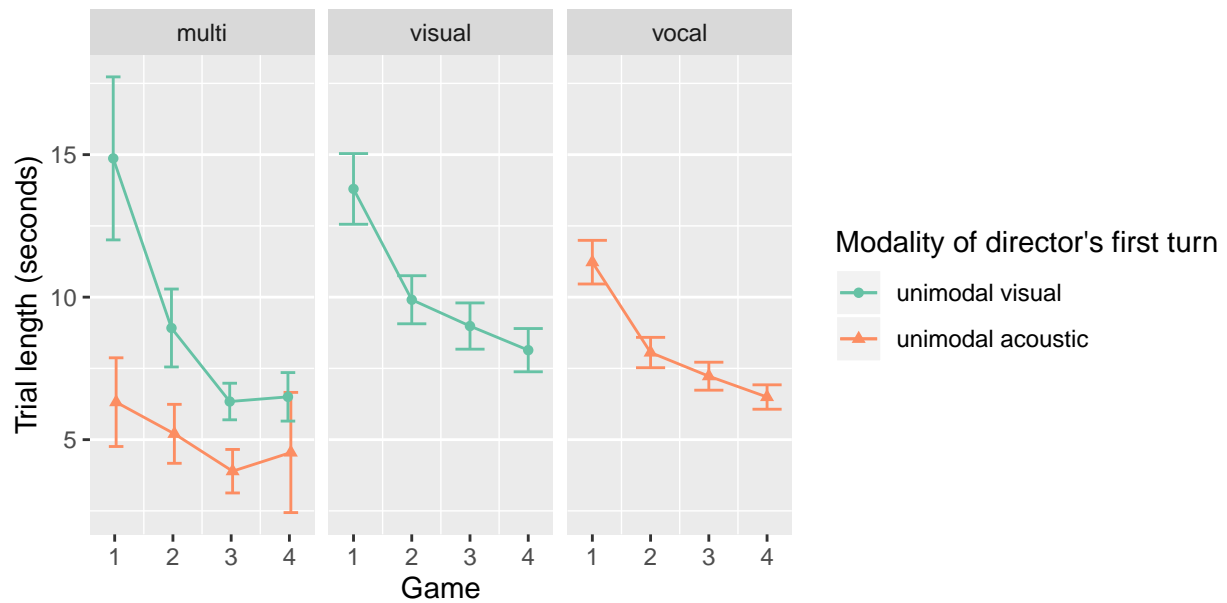 multi visual vocal
15
10
5
Trial length (seconds)
1 2 3 4 1 2 3 4 1 2 3 4
Game
Modality of director's first turn
unimodal visual
unimodal acoustic